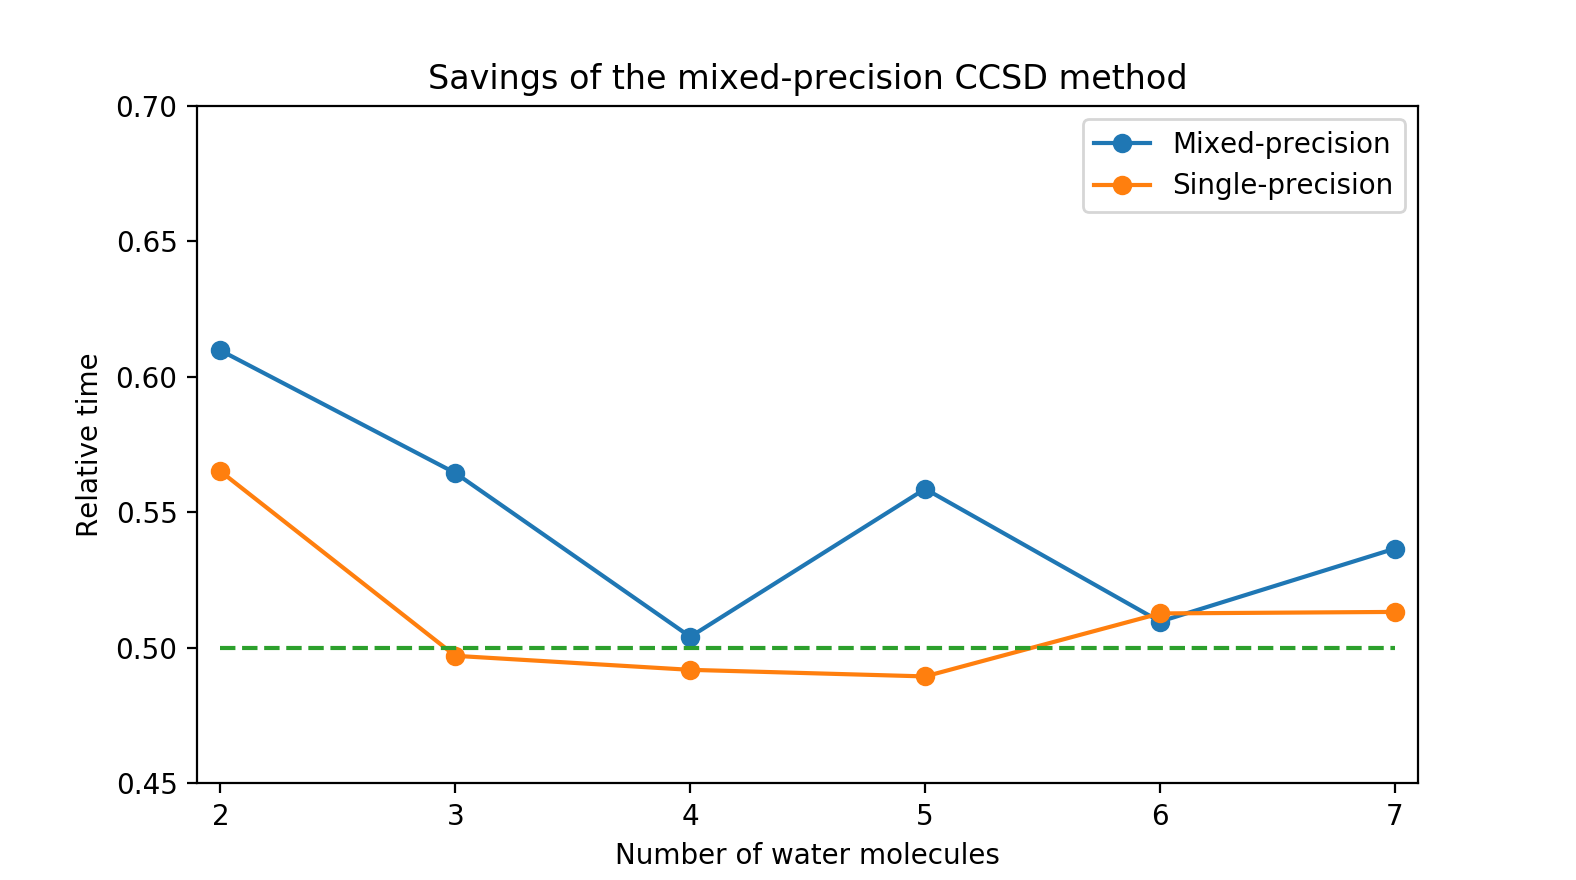 Savings of the mixed-precision CCSD method
0.70
0.65
0.60
0.55
0.50
0.45
Relative time
Mixed-precision
Single-precision
2 3 4 5 6 7
Number of water molecules